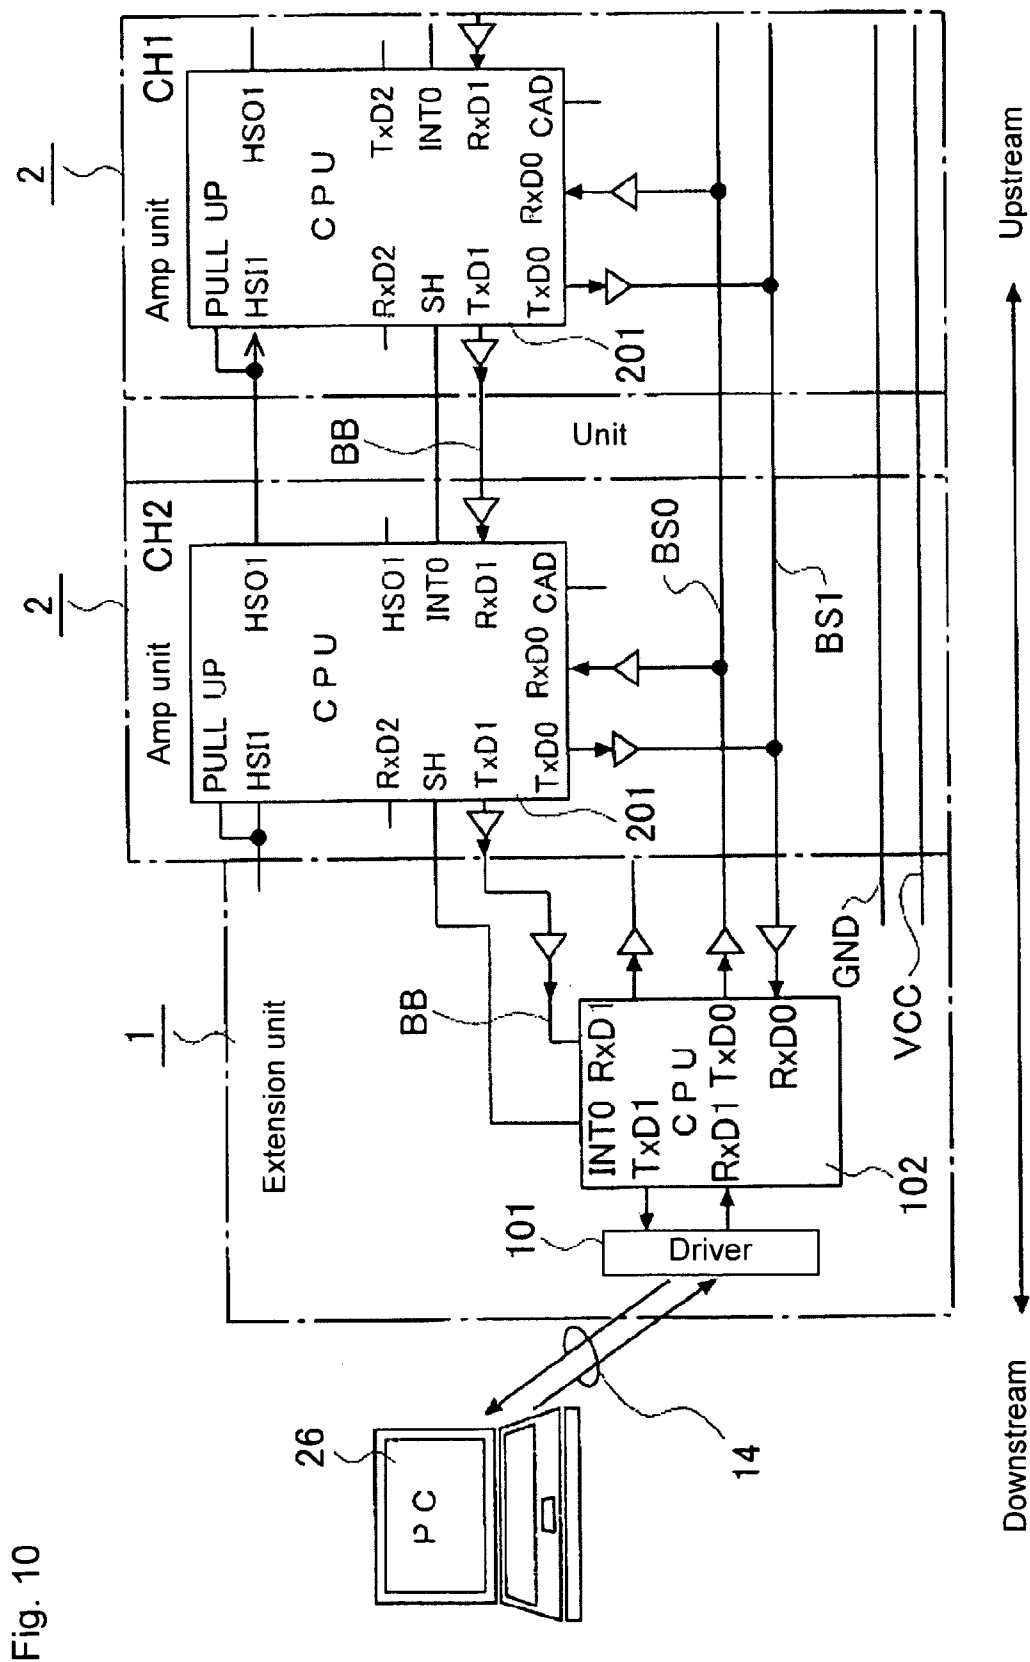 Fig. 10
PC
26
14
Downstream
Upstream
1
Extension unit
101
Driver
102
CPU
INT0
RxD1
TxD1
RxD1
TxD0
RxD0
BB
GND
VCC
2
Amp unit
CH2
PULL UP
HSI1
HSO1
CPU
RxD2
HSO1
SH
INT0
TxD1
RxD1
TxD0
RxD0
CAD
201
BS0
BS1
BB
Unit
2
Amp unit
CH1
PULL UP
HSI1
HSO1
CPU
RxD2
TxD2
SH
INT0
TxD1
RxD1
TxD0
RxD0
CAD
201